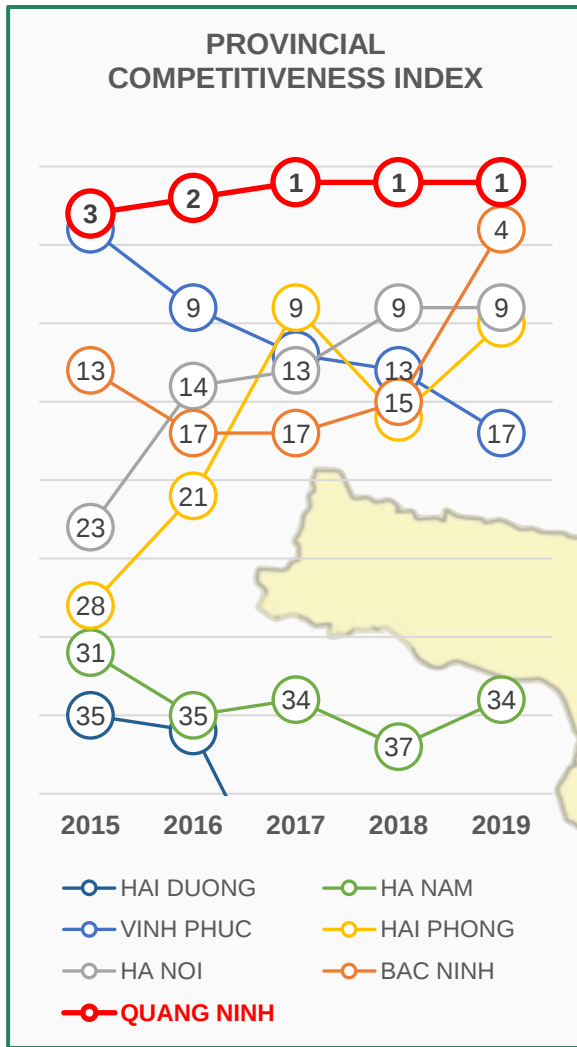 PROVINCIAL
COMPETITIVENESS INDEX
3 2 1 1 1
4
9 9 9 9
13 14 13 13
17 17 15 17
21
23
28
31
35 35 34 37 34
2015 2016 2017 2018 2019
HAI DUONG HA NAM
VINH PHUC HAI PHONG
HA NOI BAC NINH
QUANG NINH